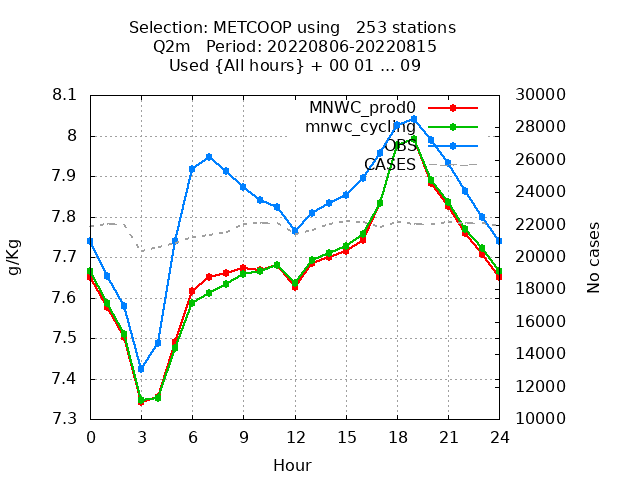 Selection: METCOOP using   253 stations
Q2m   Period: 20220806-20220815
Used {All hours} + 00 01 ... 09
MNWC_prod0
mnwc_cycling
OBS
CASES
8.1
8
7.9
7.8
7.7
7.6
7.5
7.4
7.3
g/Kg
30000
28000
26000
24000
22000
20000
18000
16000
14000
12000
10000
No cases
0 3 6 9 12 15 18 21 24
Hour